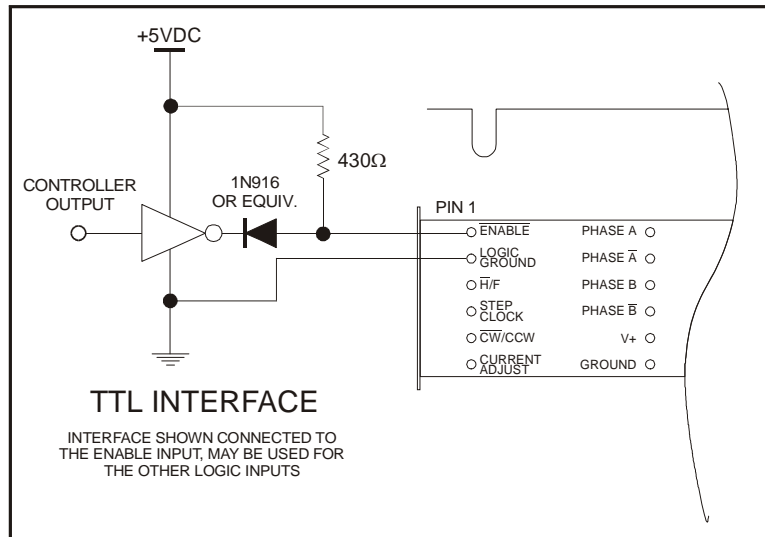 +5VDC
430Ω
1N916
OR EQUIV.
CONTROLLER
OUTPUT
PIN 1
E̅N̅A̅B̅L̅E̅
LOGIC
GROUND
H̅/F
STEP
CLOCK
C̅W̅/CCW
CURRENT
ADJUST
PHASE A
PHASE A̅
PHASE B
PHASE B̅
V+
GROUND
TTL INTERFACE
INTERFACE SHOWN CONNECTED TO
THE ENABLE INPUT, MAY BE USED FOR
THE OTHER LOGIC INPUTS